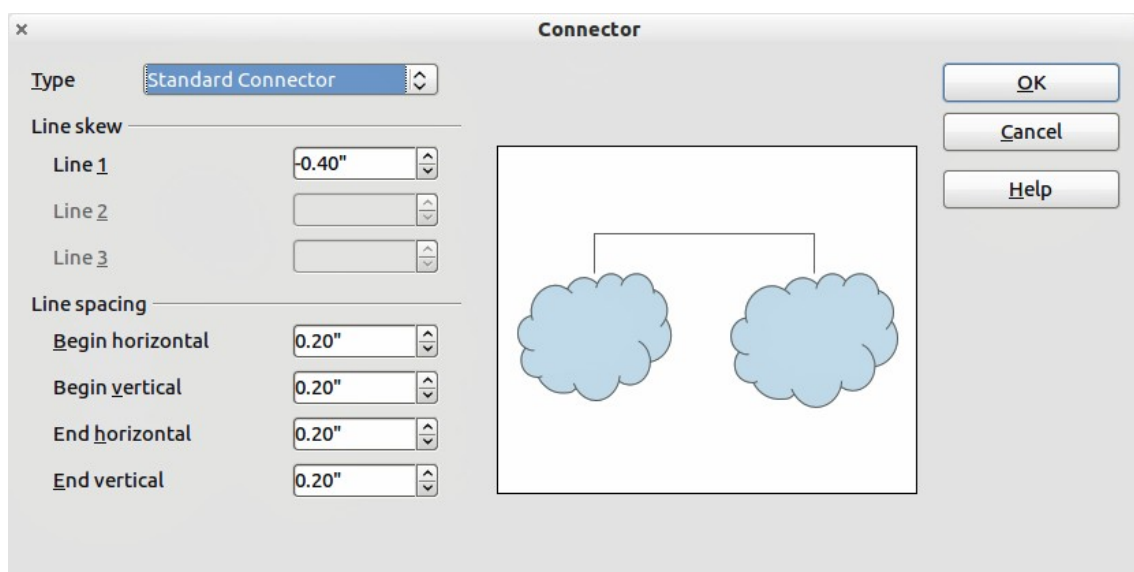 × Connector
Type Standard Connector
OK
Cancel
Help
Line skew
Line 1 -0.40"
Line 2
Line 3
Line spacing
Begin horizontal 0.20"
Begin vertical 0.20"
End horizontal 0.20"
End vertical 0.20"